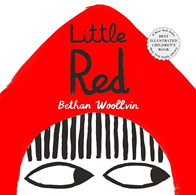 Little
Red
Bethan Woollvin
BEST
ILLUSTRATED
CHILDREN'S
BOOK